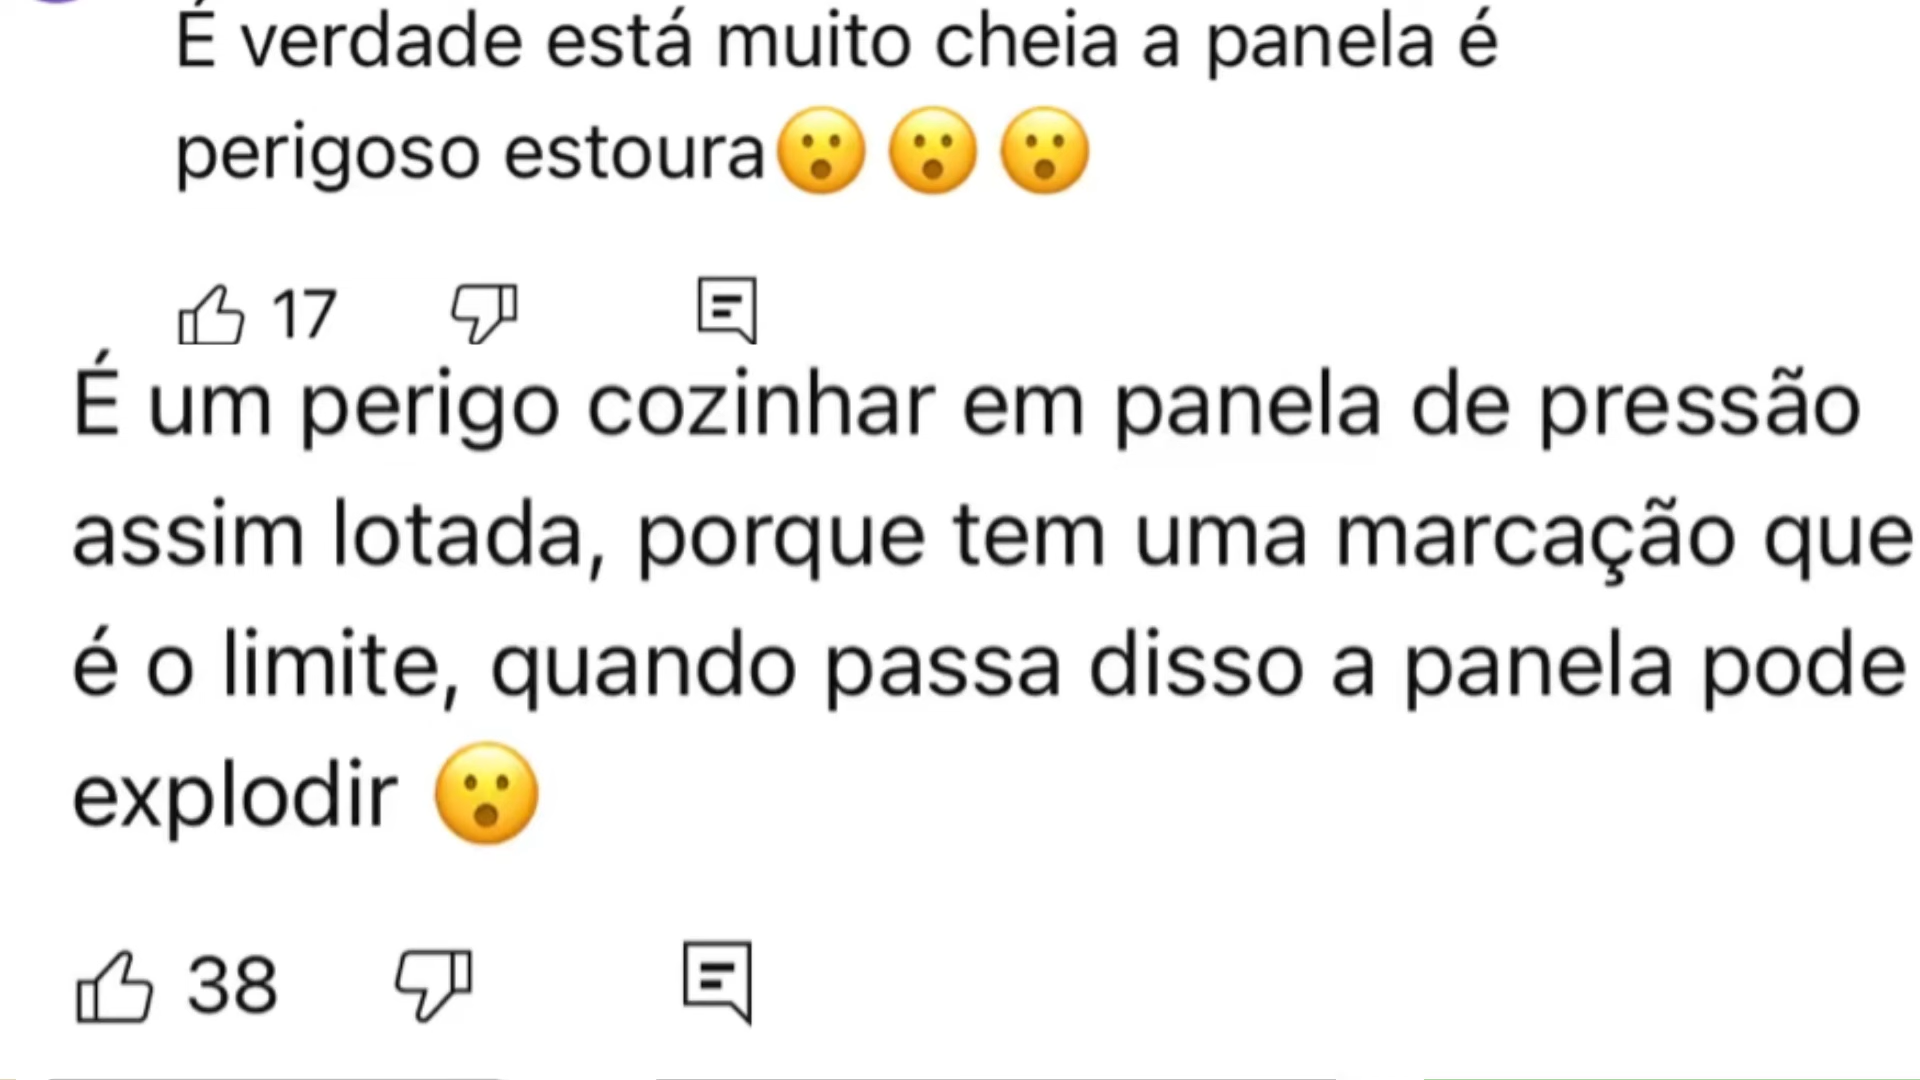 É verdade está muito cheia a panela é
perigoso estoura😮😮😮
17
É um perigo cozinhar em panela de pressão
assim lotada, porque tem uma marcação que
é o limite, quando passa disso a panela pode
explodir 😮
38